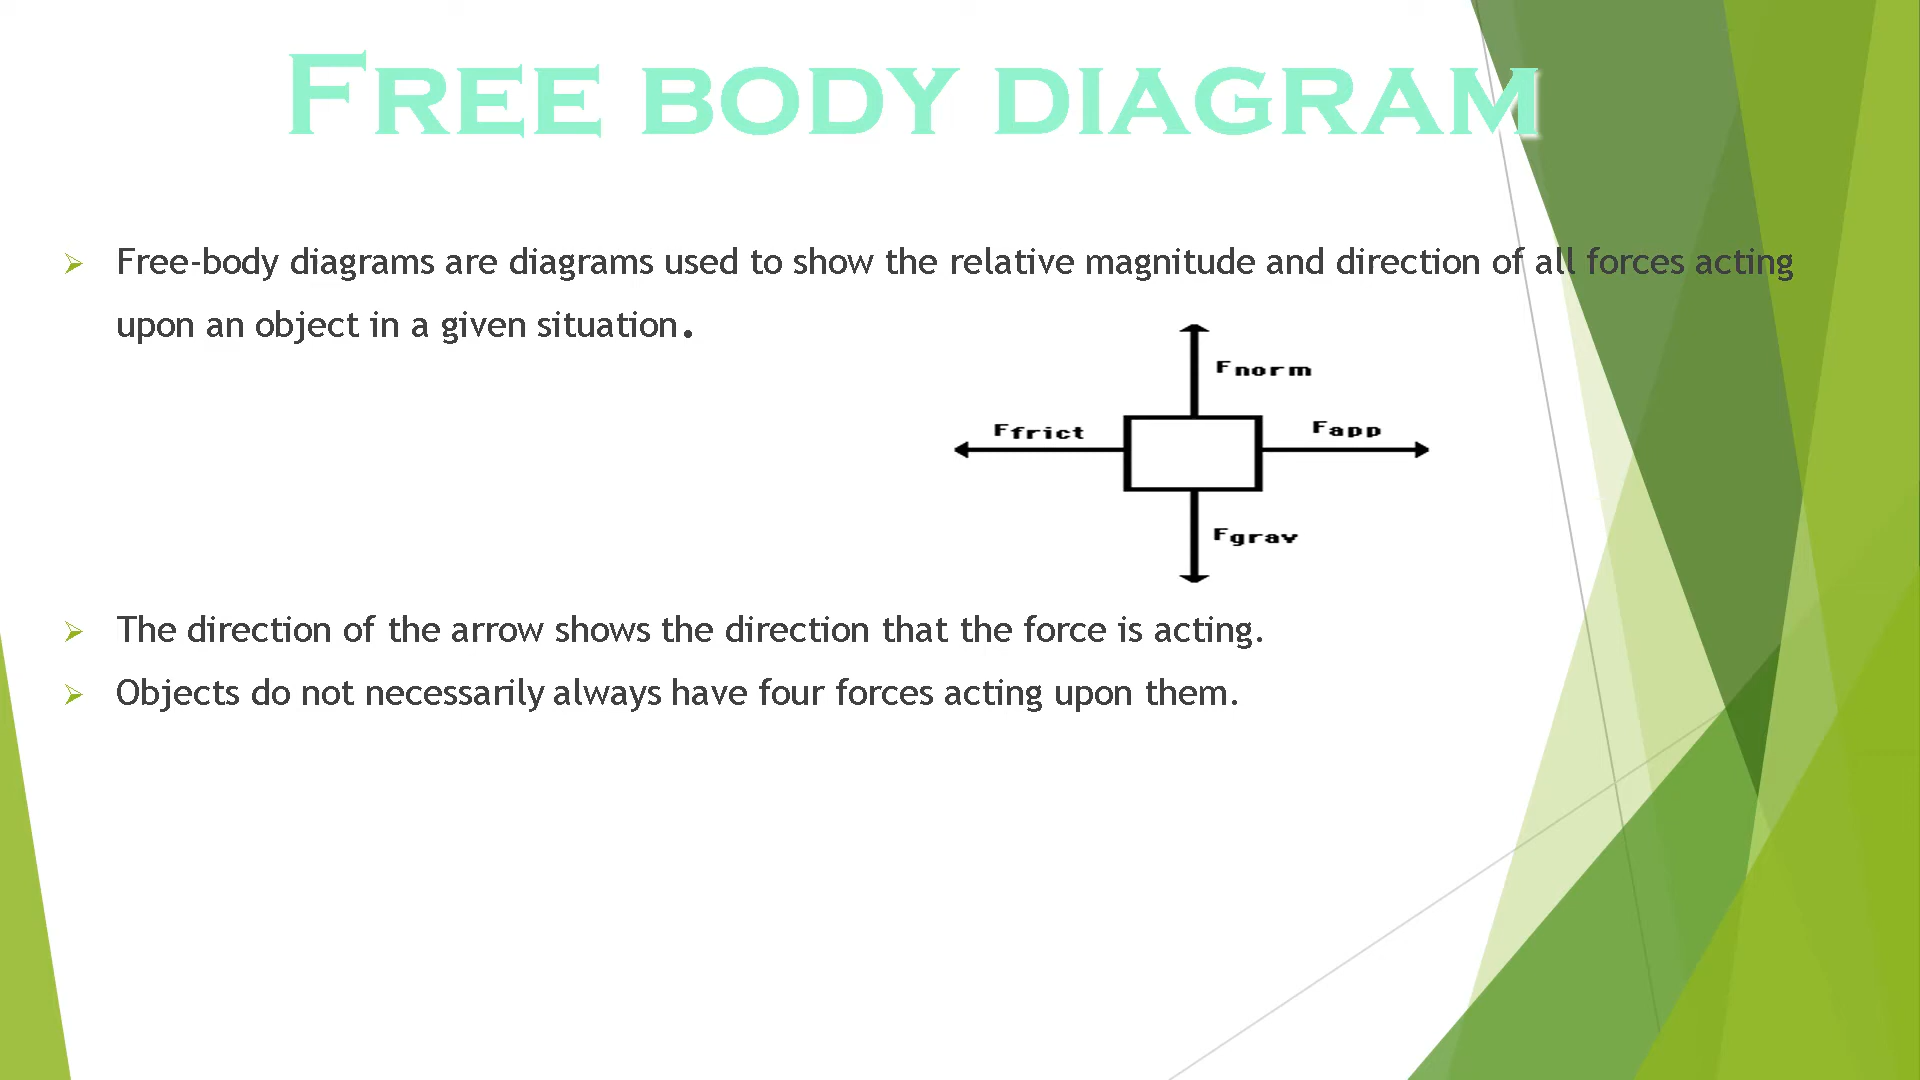 Free body diagram
Free-body diagrams are diagrams used to show the relative magnitude and direction of all forces acting
upon an object in a given situation.
Fnorm
Ffrict
Fapp
Fgrav
The direction of the arrow shows the direction that the force is acting.
Objects do not necessarily always have four forces acting upon them.